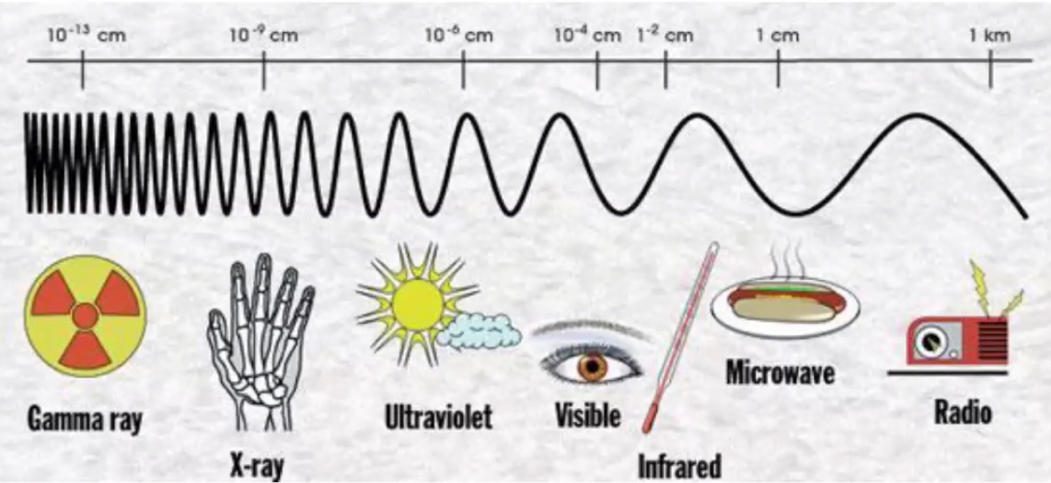 10⁻¹³ cm 10⁻⁹ cm 10⁻⁶ cm 10⁻⁴ cm 1⁻² cm 1 cm 1 km
Gamma ray
X-ray
Ultraviolet
Visible
Infrared
Microwave
Radio